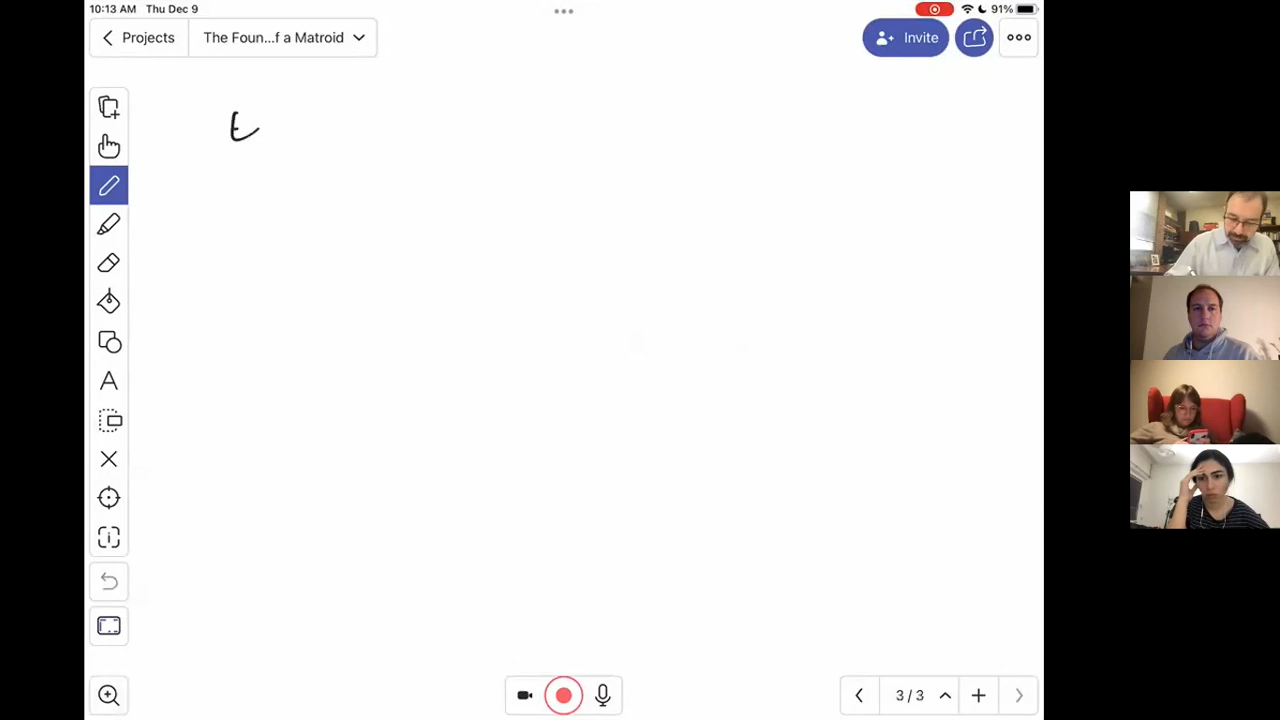 10:13 AM Thu Dec 9
91%
Projects
The Foun...f a Matroid
Invite
t
A
3 / 3